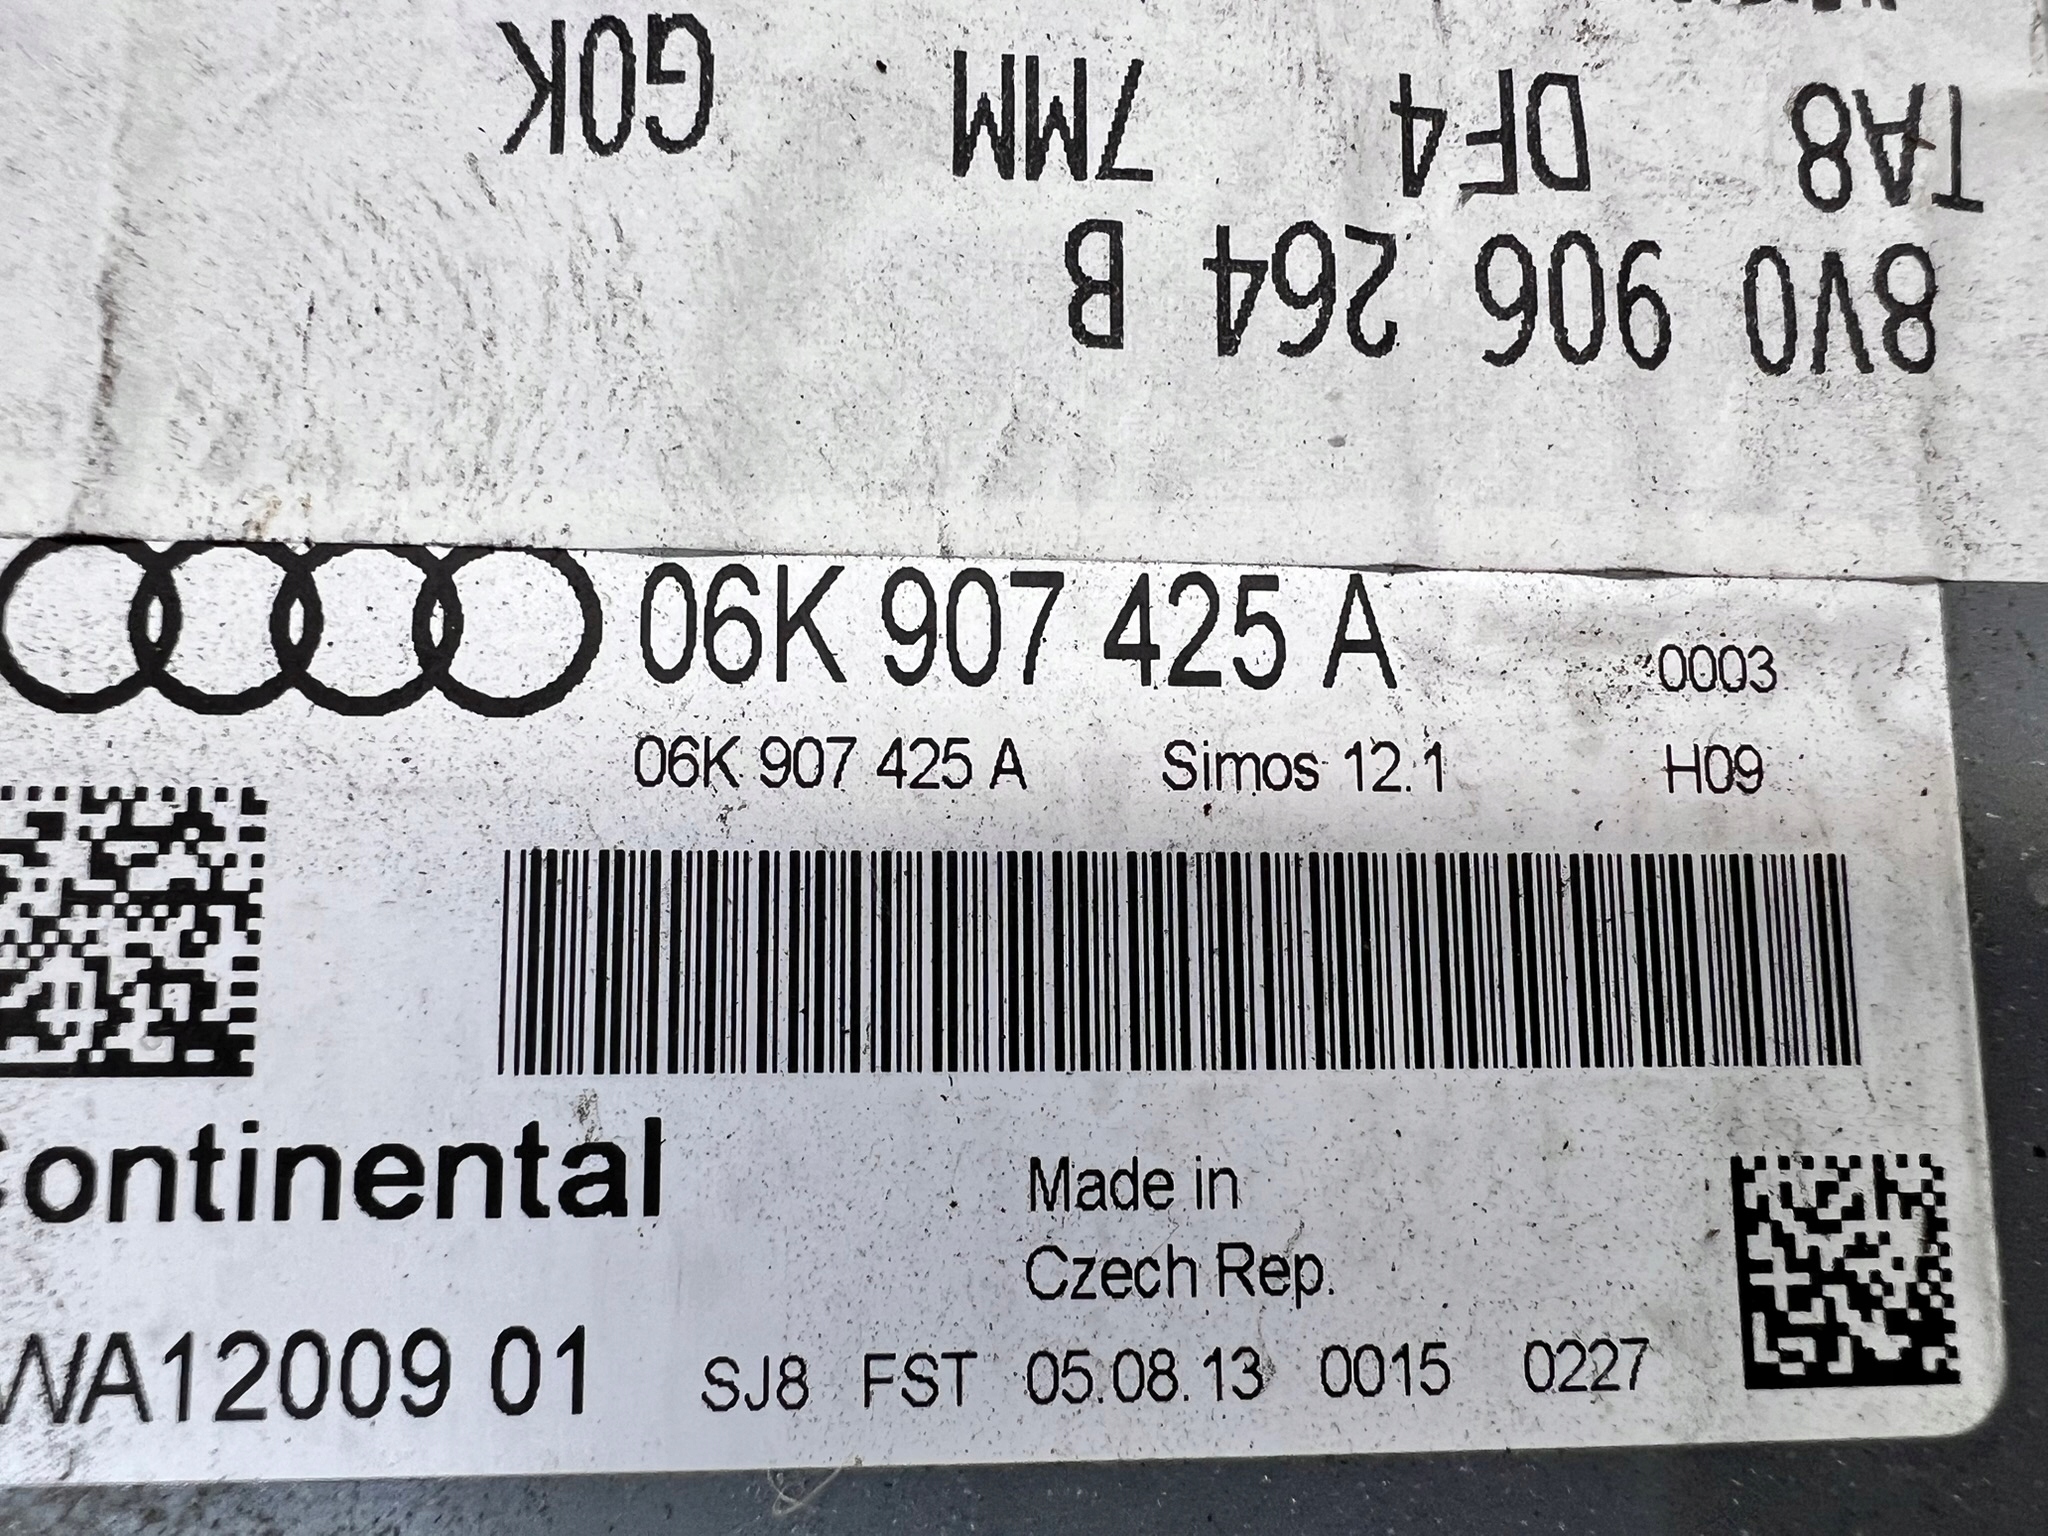 8V0 906 264 B
TA8 DF4 7MM G0K
06K 907 425 A 0003
06K 907 425 A Simos 12.1 H09
Continental
Made in
Czech Rep.
WA12009 01 SJ8 FST 05.08.13 0015 0227